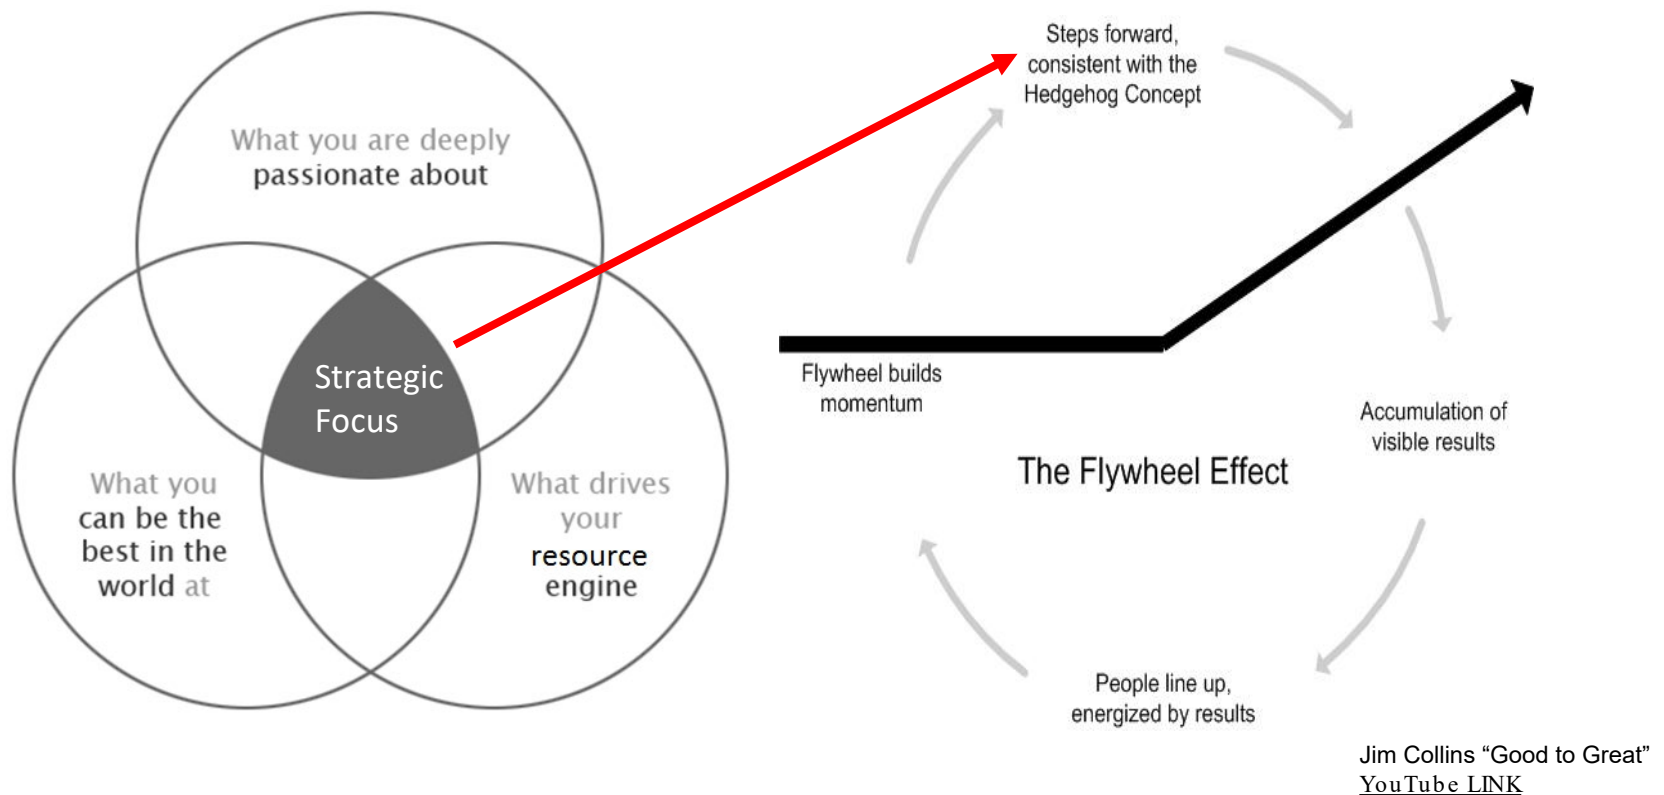 What you are deeply
passionate about
Strategic
Focus
What you
can be the
best in the
world at
What drives
your
resource
engine
Steps forward,
consistent with the
Hedgehog Concept
Flywheel builds
momentum
Accumulation of
visible results
The Flywheel Effect
People line up,
energized by results
Jim Collins “Good to Great”
YouTube LINK